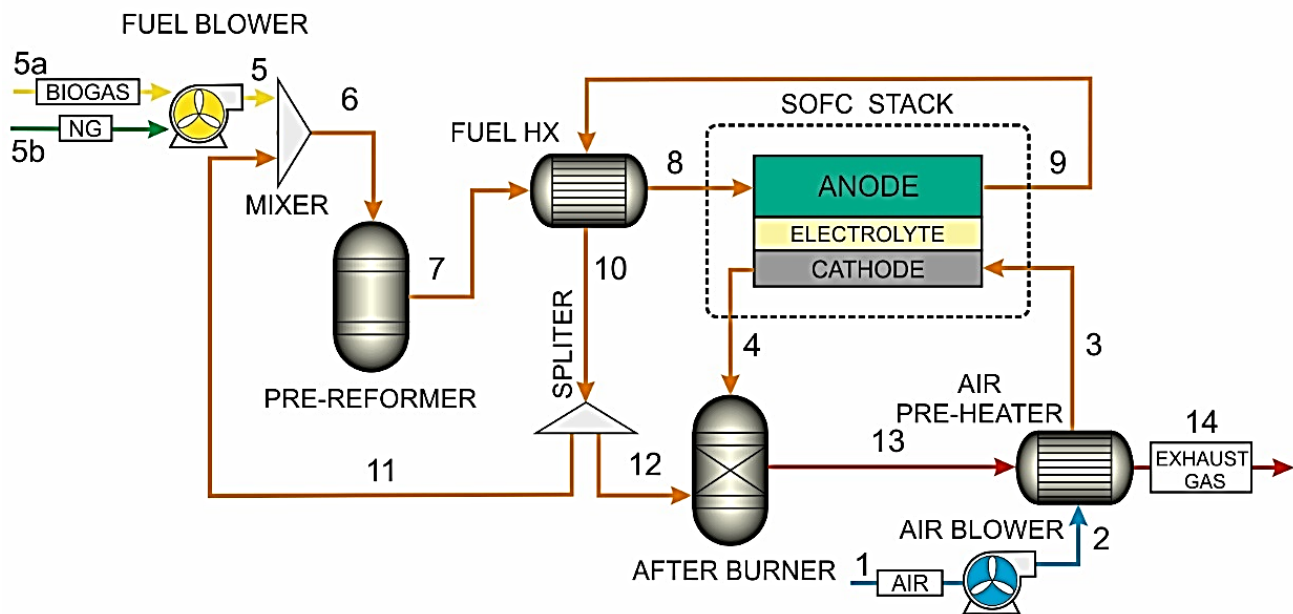 FUEL BLOWER
5a
BIOGAS
5
6
NG
5b
MIXER
FUEL HX
SOFC STACK
8
ANODE
9
ELECTROLYTE
CATHODE
7
10
PRE-REFORMER
SPLITER
4
3
AIR
PRE-HEATER
11
12
13
14
EXHAUST
GAS
AFTER BURNER
AIR BLOWER
2
1
AIR